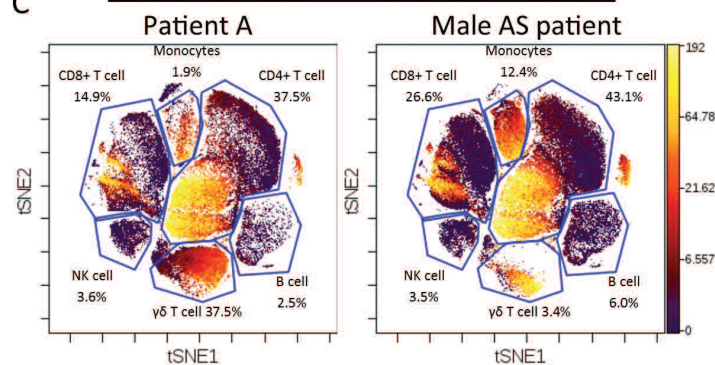 C
Patient A
Male AS patient
Monocytes
1.9%
CD8+ T cell
14.9%
CD4+ T cell
37.5%
NK cell
3.6%
γδ T cell 37.5%
B cell
2.5%
tSNE2
tSNE1
Monocytes
12.4%
CD8+ T cell
26.6%
CD4+ T cell
43.1%
NK cell
3.5%
γδ T cell 3.4%
B cell
6.0%
tSNE2
tSNE1
192
64.78
21.62
6.557
0